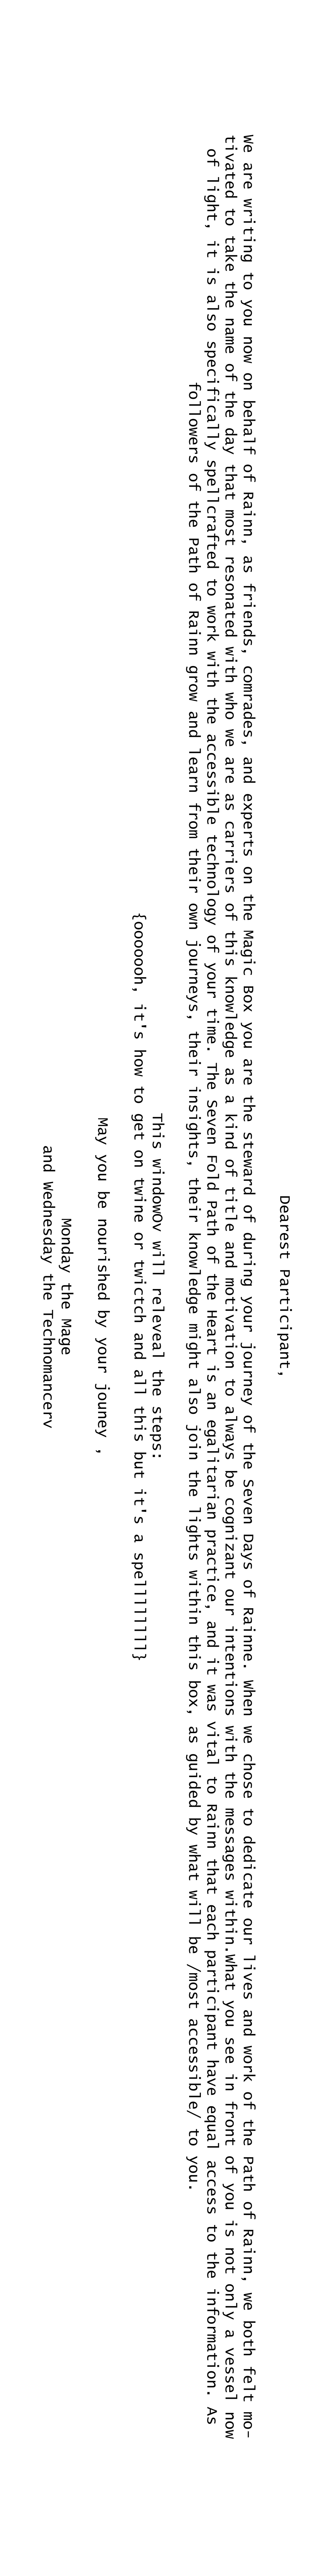 Dearest Participant,
We are writing to you now on behalf of Rainn, as friends, comrades, and experts on the Magic Box you are the steward of during your journey of the Seven Days of Rainne. When we chose to dedicate our lives and work of the Path of Rainn, we both felt mo-
tivated to take the name of the day that most resonated with who we are as carriers of this knowledge as a kind of title and motivation to always be cognizant our intentions with the messages within.What you see in front of you is not only a vessel now
of light, it is also specifically spellcrafted to work with the accessible technology of your time. The Seven Fold Path of the Heart is an egalitarian practice, and it was vital to Rainn that each participant have equal access to the information. As
followers of the Path of Rainn grow and learn from their own journeys, their insights, their knowledge might also join the lights within this box, as guided by what will be /most accessible/ to you.
This windowOv will releveal the steps:
{ooooooh, it's how to get on twine or twictch and all this but it's a spelllllllll}
May you be nourished by your jouney ,
Monday the Mage
and Wednesday the Technomancerv